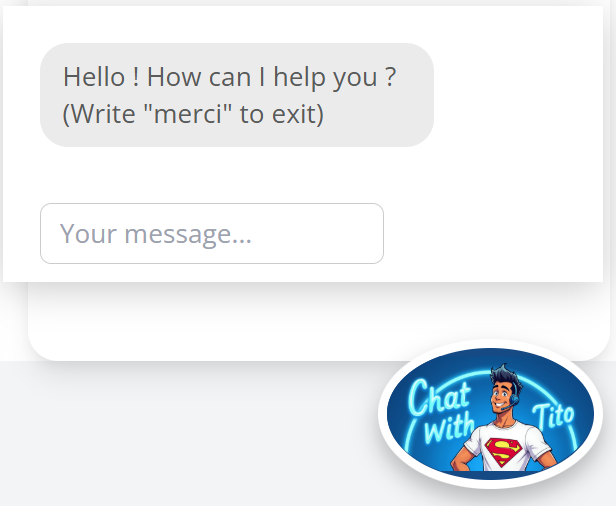 Hello ! How can I help you ?
(Write "merci" to exit)
Your message...
Chat
With Tito
S